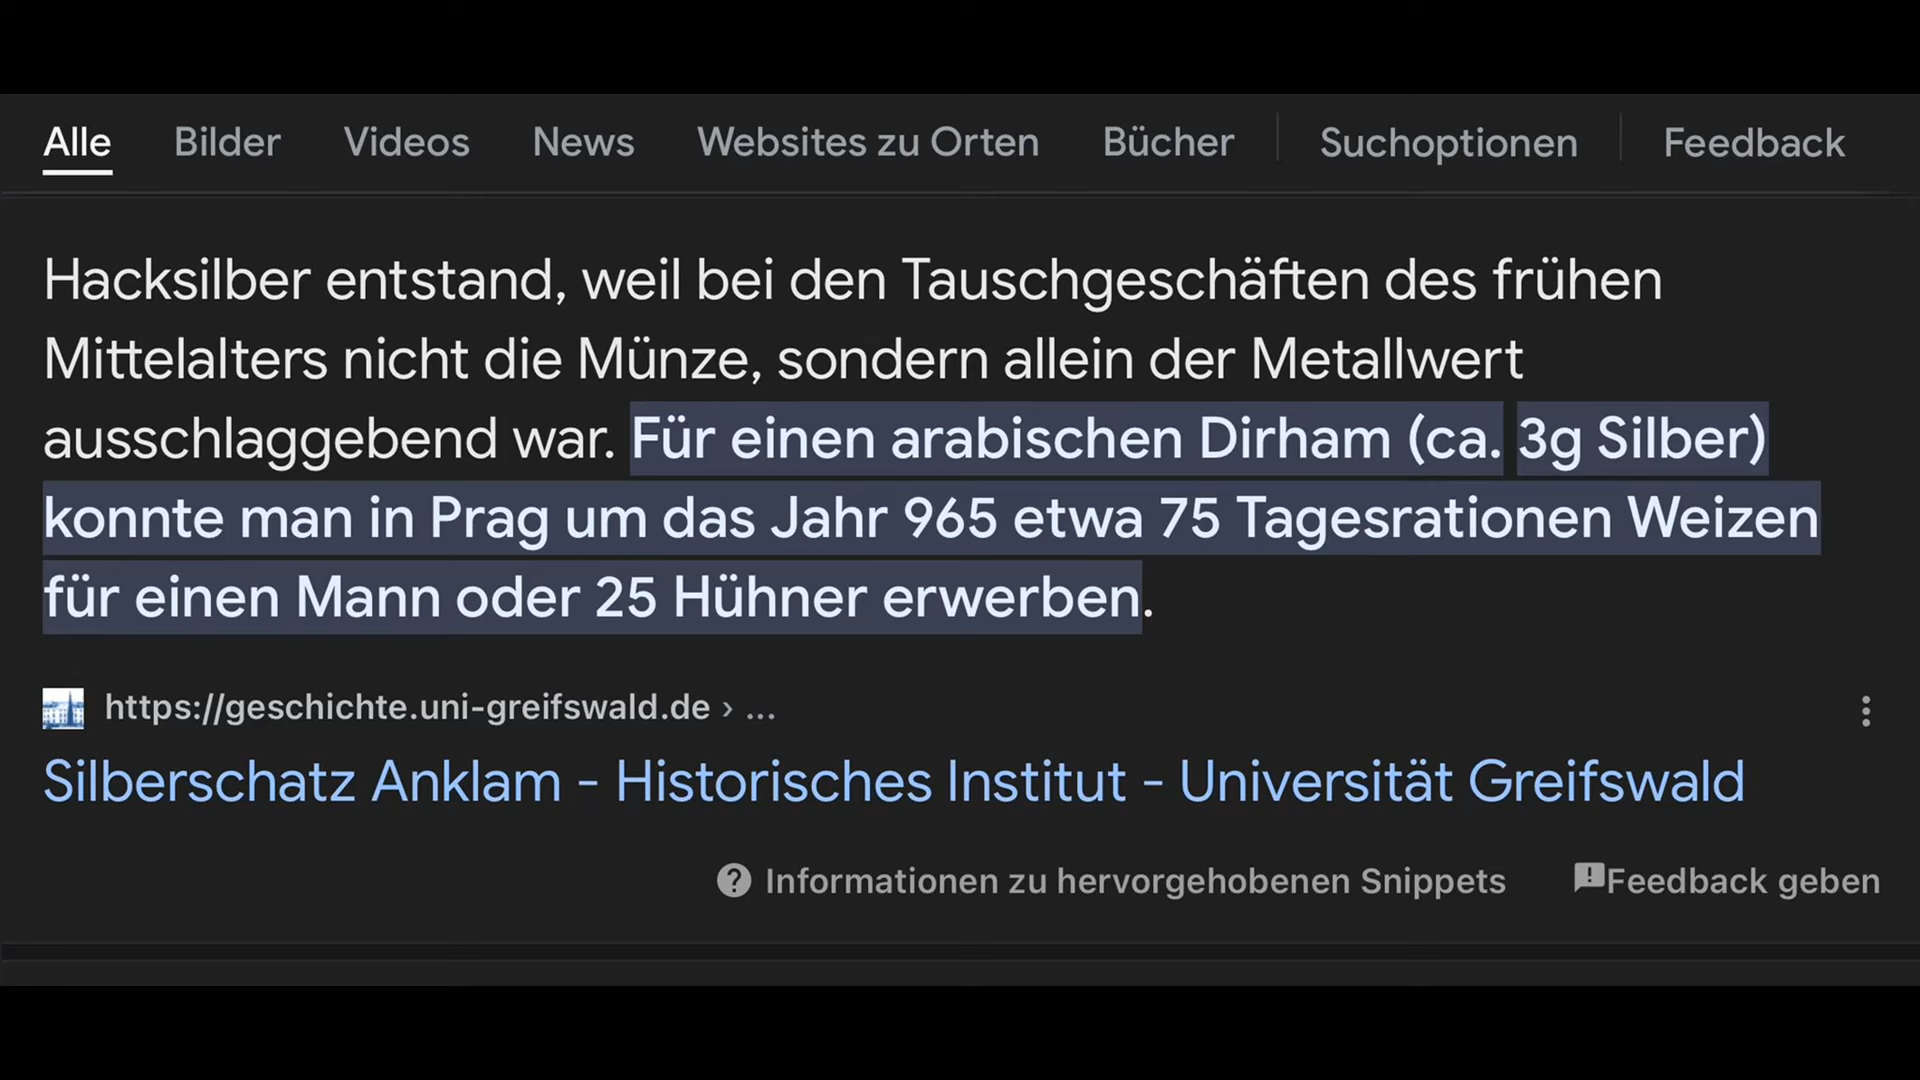 Alle Bilder Videos News Websites zu Orten Bücher Suchoptionen Feedback
Hacksilber entstand, weil bei den Tauschgeschäften des frühen
Mittelalters nicht die Münze, sondern allein der Metallwert
ausschlaggebend war. Für einen arabischen Dirham (ca. 3g Silber)
konnte man in Prag um das Jahr 965 etwa 75 Tagesrationen Weizen
für einen Mann oder 25 Hühner erwerben.
https://geschichte.uni-greifswald.de › ...
Silberschatz Anklam - Historisches Institut - Universität Greifswald
Informationen zu hervorgehobenen Snippets Feedback geben